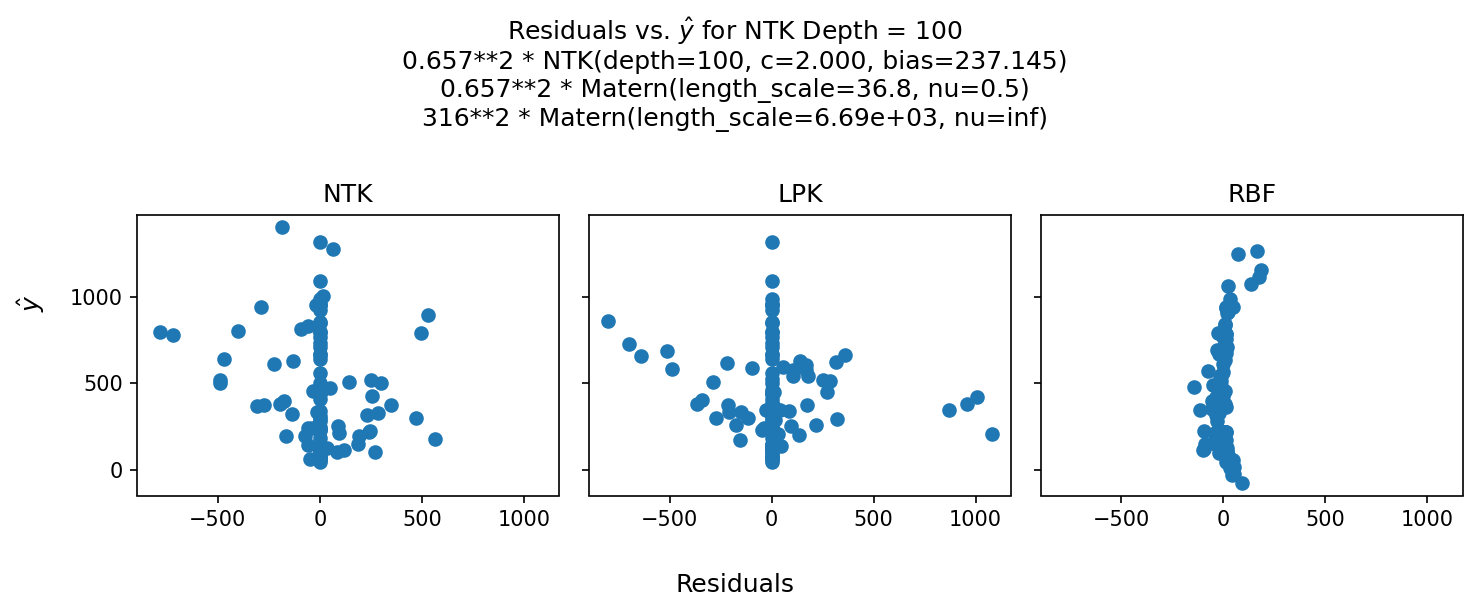 Residuals vs. ŷ for NTK Depth = 100
0.657**2 * NTK(depth=100, c=2.000, bias=237.145)
0.657**2 * Matern(length_scale=36.8, nu=0.5)
316**2 * Matern(length_scale=6.69e+03, nu=inf)
NTK
LPK
RBF
ŷ
1000
500
0
−500 0 500 1000
−500 0 500 1000
−500 0 500 1000
Residuals